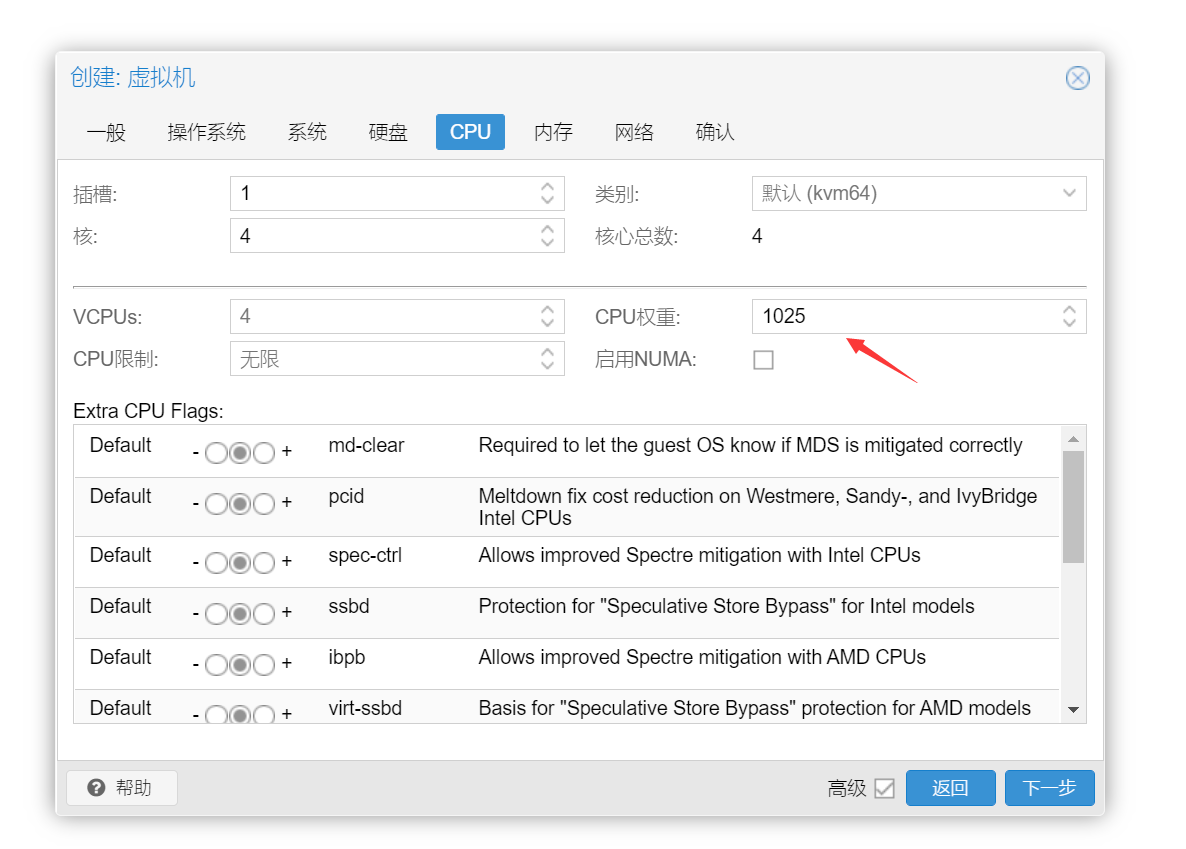 创建: 虚拟机
一般 操作系统 系统 硬盘 CPU 内存 网络 确认
插槽: 1 类别: 默认 (kvm64)
核: 4 核心总数: 4
VCPUs: 4 CPU权重: 1025
CPU限制: 无限 启用NUMA:
Extra CPU Flags:
Default - + md-clear Required to let the guest OS know if MDS is mitigated correctly
Default - + pcid Meltdown fix cost reduction on Westmere, Sandy-, and IvyBridge
Intel CPUs
Default - + spec-ctrl Allows improved Spectre mitigation with Intel CPUs
Default - + ssbd Protection for "Speculative Store Bypass" for Intel models
Default - + ibpb Allows improved Spectre mitigation with AMD CPUs
Default - + virt-ssbd Basis for "Speculative Store Bypass" protection for AMD models
? 帮助 高级 返回 下一步